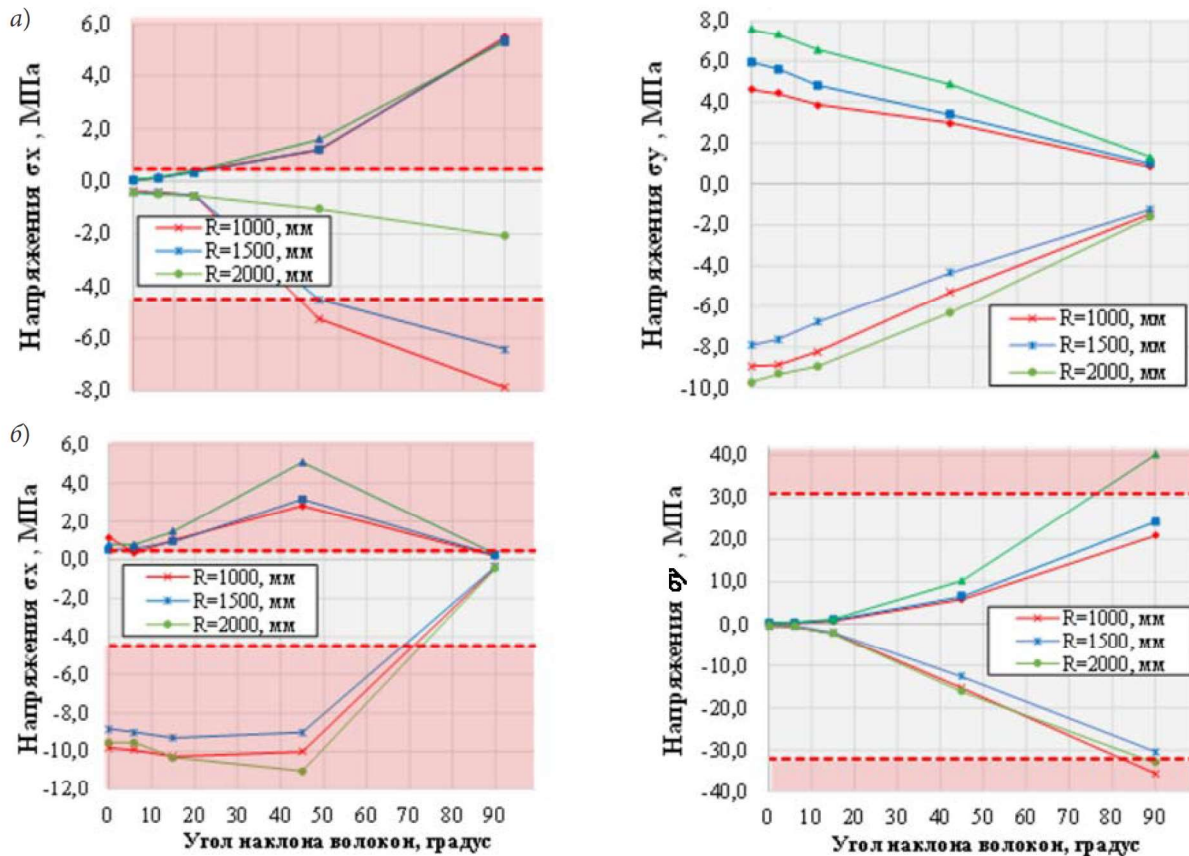 а)
Напряжения σx , МПа
6,0
4,0
2,0
0,0
-2,0
-4,0
-6,0
-8,0
R=1000, мм
R=1500, мм
R=2000, мм
Напряжения σy , МПа
8,0
6,0
4,0
2,0
0,0
-2,0
-4,0
-6,0
-8,0
-10,0
R=1000, мм
R=1500, мм
R=2000, мм
б)
Напряжения σx , МПа
6,0
4,0
2,0
0,0
-2,0
-4,0
-6,0
-8,0
-10,0
-12,0
R=1000, мм
R=1500, мм
R=2000, мм
0 10 20 30 40 50 60 70 80 90
Угол наклона волокон, градус
Напряжения σy , МПа
40,0
30,0
20,0
10,0
0,0
-10,0
-20,0
-30,0
-40,0
R=1000, мм
R=1500, мм
R=2000, мм
0 10 20 30 40 50 60 70 80 90
Угол наклона волокон, градус